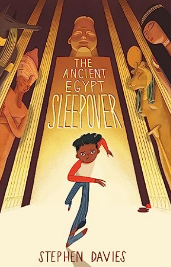 THE
ANCIENT
EGYPT
SLEEPOVER
STEPHEN DAVIES